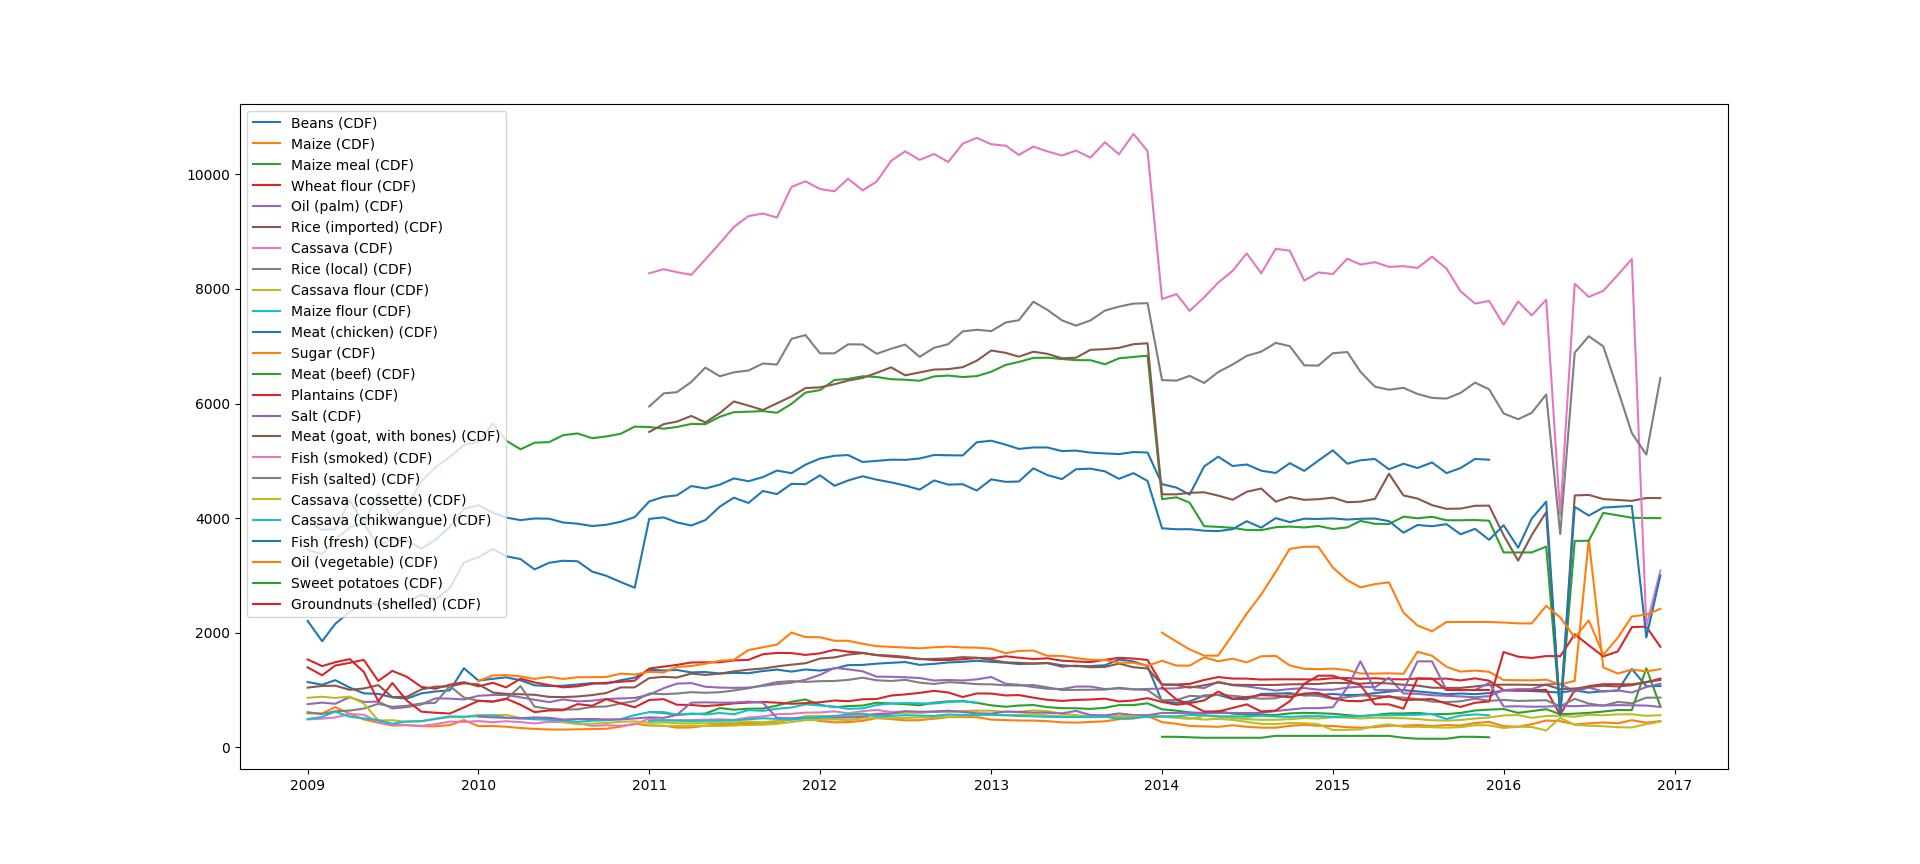 Beans (CDF)
Maize (CDF)
Maize meal (CDF)
Wheat flour (CDF)
Oil (palm) (CDF)
Rice (imported) (CDF)
Cassava (CDF)
Rice (local) (CDF)
Cassava flour (CDF)
Maize flour (CDF)
Meat (chicken) (CDF)
Sugar (CDF)
Meat (beef) (CDF)
Plantains (CDF)
Salt (CDF)
Meat (goat, with bones) (CDF)
Fish (smoked) (CDF)
Fish (salted) (CDF)
Cassava (cossette) (CDF)
Cassava (chikwangue) (CDF)
Fish (fresh) (CDF)
Oil (vegetable) (CDF)
Sweet potatoes (CDF)
Groundnuts (shelled) (CDF)
10000
8000
6000
4000
2000
0
2009 2010 2011 2012 2013 2014 2015 2016 2017